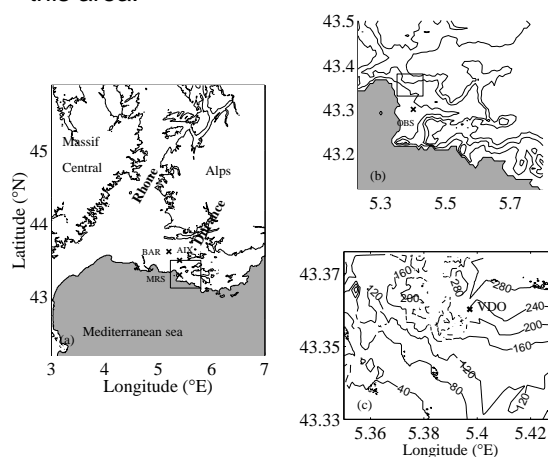 this area.
Latitude (°N)
45
44
43
Massif
Central
Rhone
Alps
Durance
BAR
AIX
MRS
Mediterranean sea
(a)
3 4 5 6 7
Longitude (°E)
43.5
43.4
43.3
43.2
OBS
(b)
5.3 5.5 5.7
43.37
43.35
43.33
160
280
120
200
VDO
280
240
200
160
120
80
40
120
(c)
5.36 5.38 5.4 5.42
Longitude (°E)